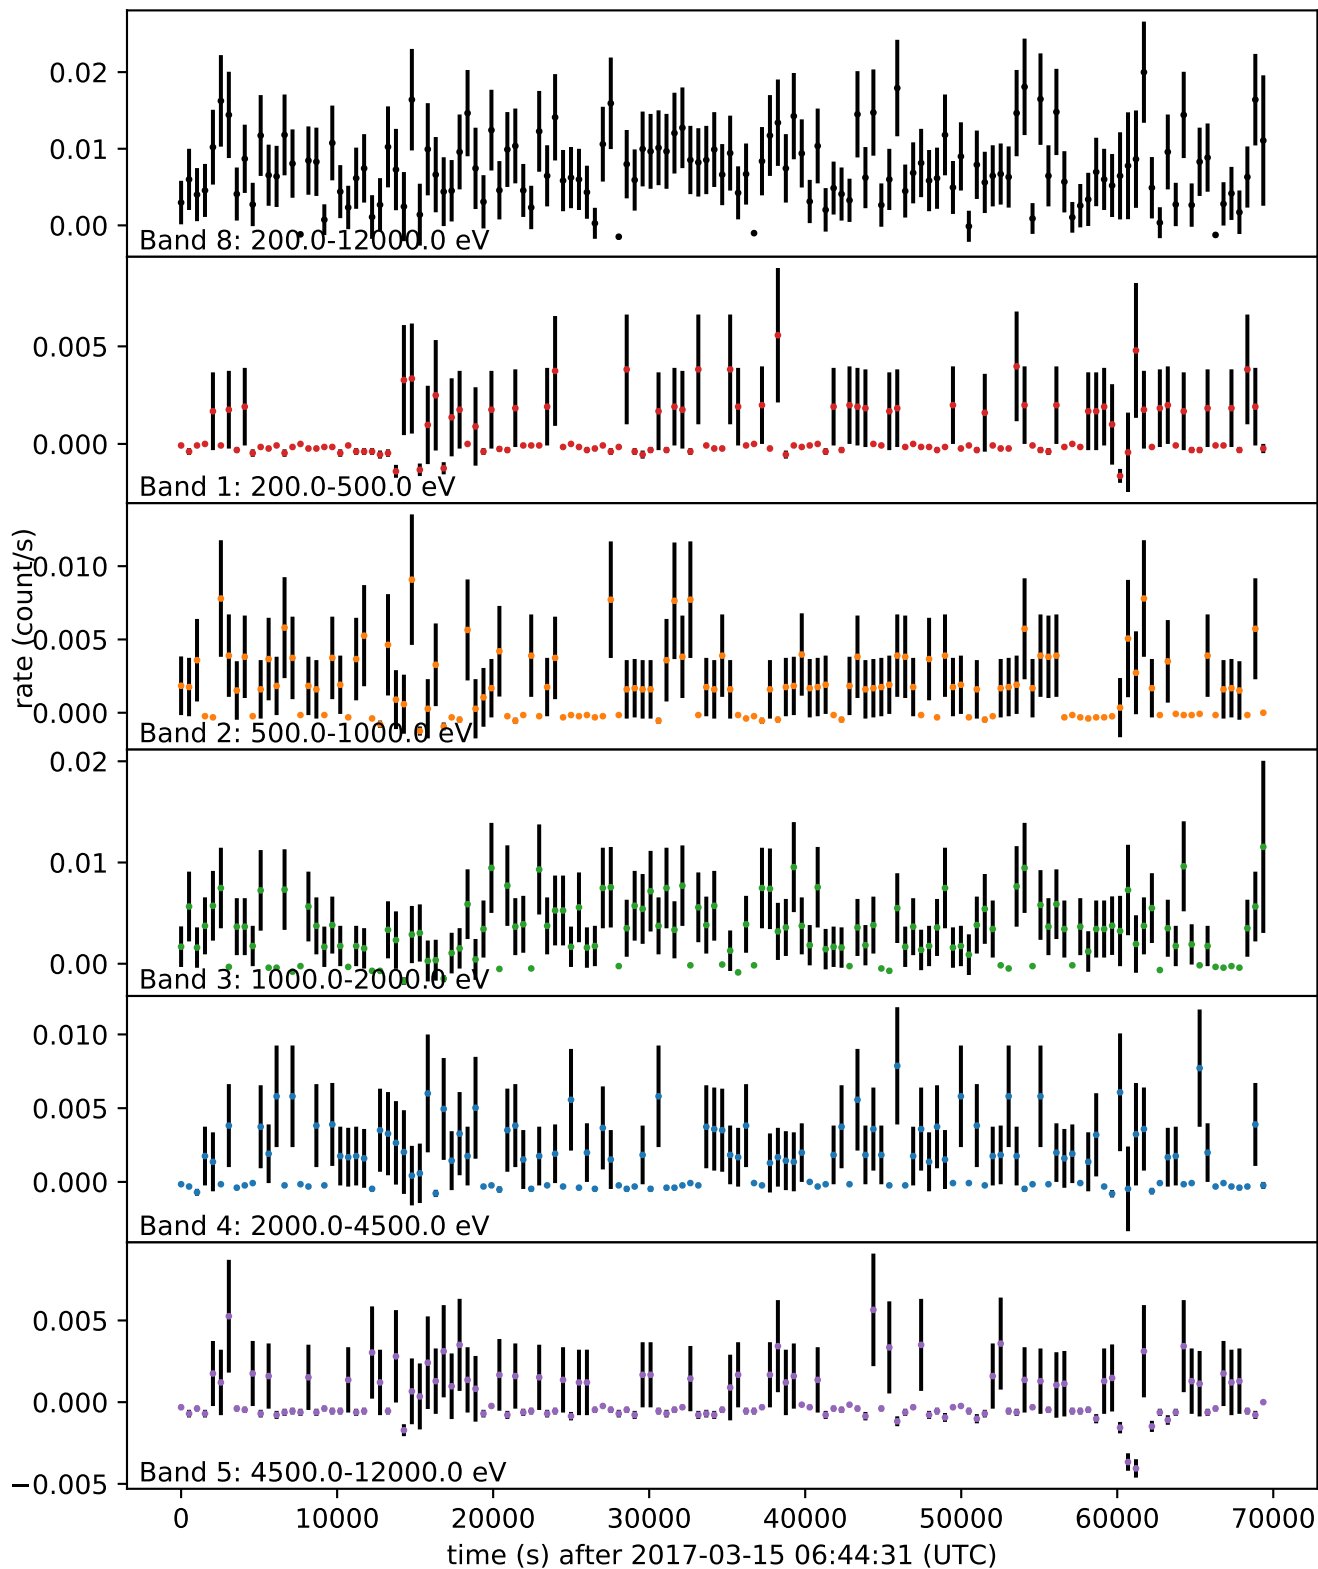 0.02
0.01
0.00
Band 8: 200.0-12000.0 eV
0.005
0.000
Band 1: 200.0-500.0 eV
rate (count/s)
0.010
0.005
0.000
Band 2: 500.0-1000.0 eV
0.02
0.01
0.00
Band 3: 1000.0-2000.0 eV
0.010
0.005
0.000
Band 4: 2000.0-4500.0 eV
0.005
0.000
−0.005
Band 5: 4500.0-12000.0 eV
0 10000 20000 30000 40000 50000 60000 70000
time (s) after 2017-03-15 06:44:31 (UTC)